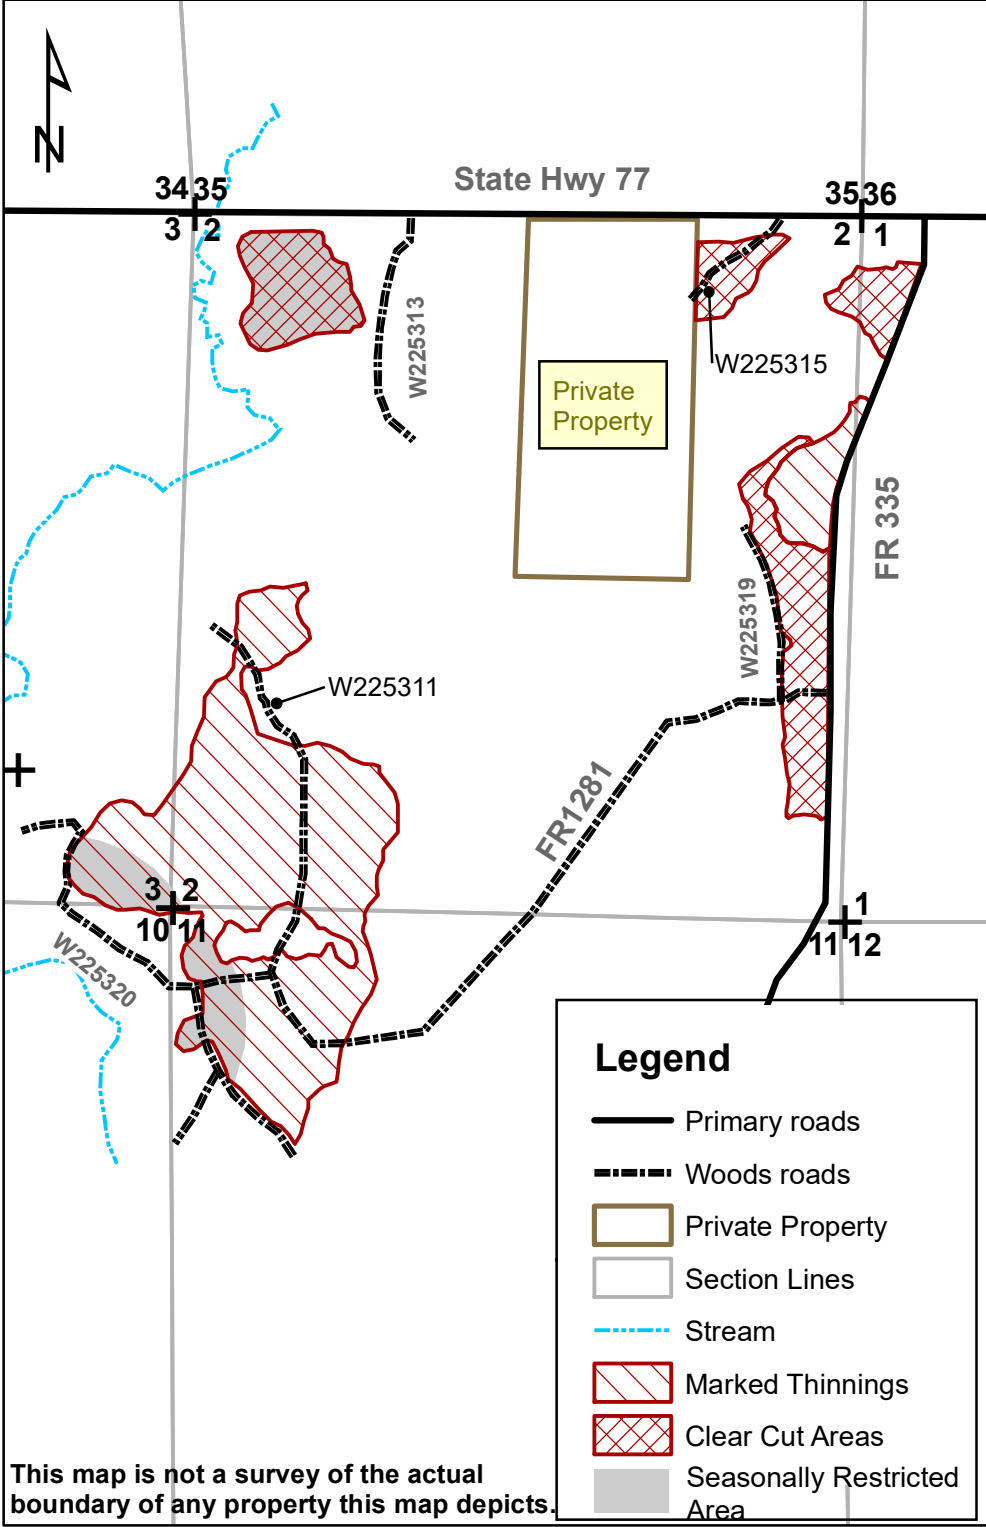 N
State Hwy 77
34 35
3 2
35 36
2 1
W225313
W225315
Private
Property
FR 335
W225319
W225311
FR1281
3 2
10 11
1
11 12
W225320
Legend
Primary roads
Woods roads
Private Property
Section Lines
Stream
Marked Thinnings
Clear Cut Areas
Seasonally Restricted
Area
This map is not a survey of the actual
boundary of any property this map depicts.